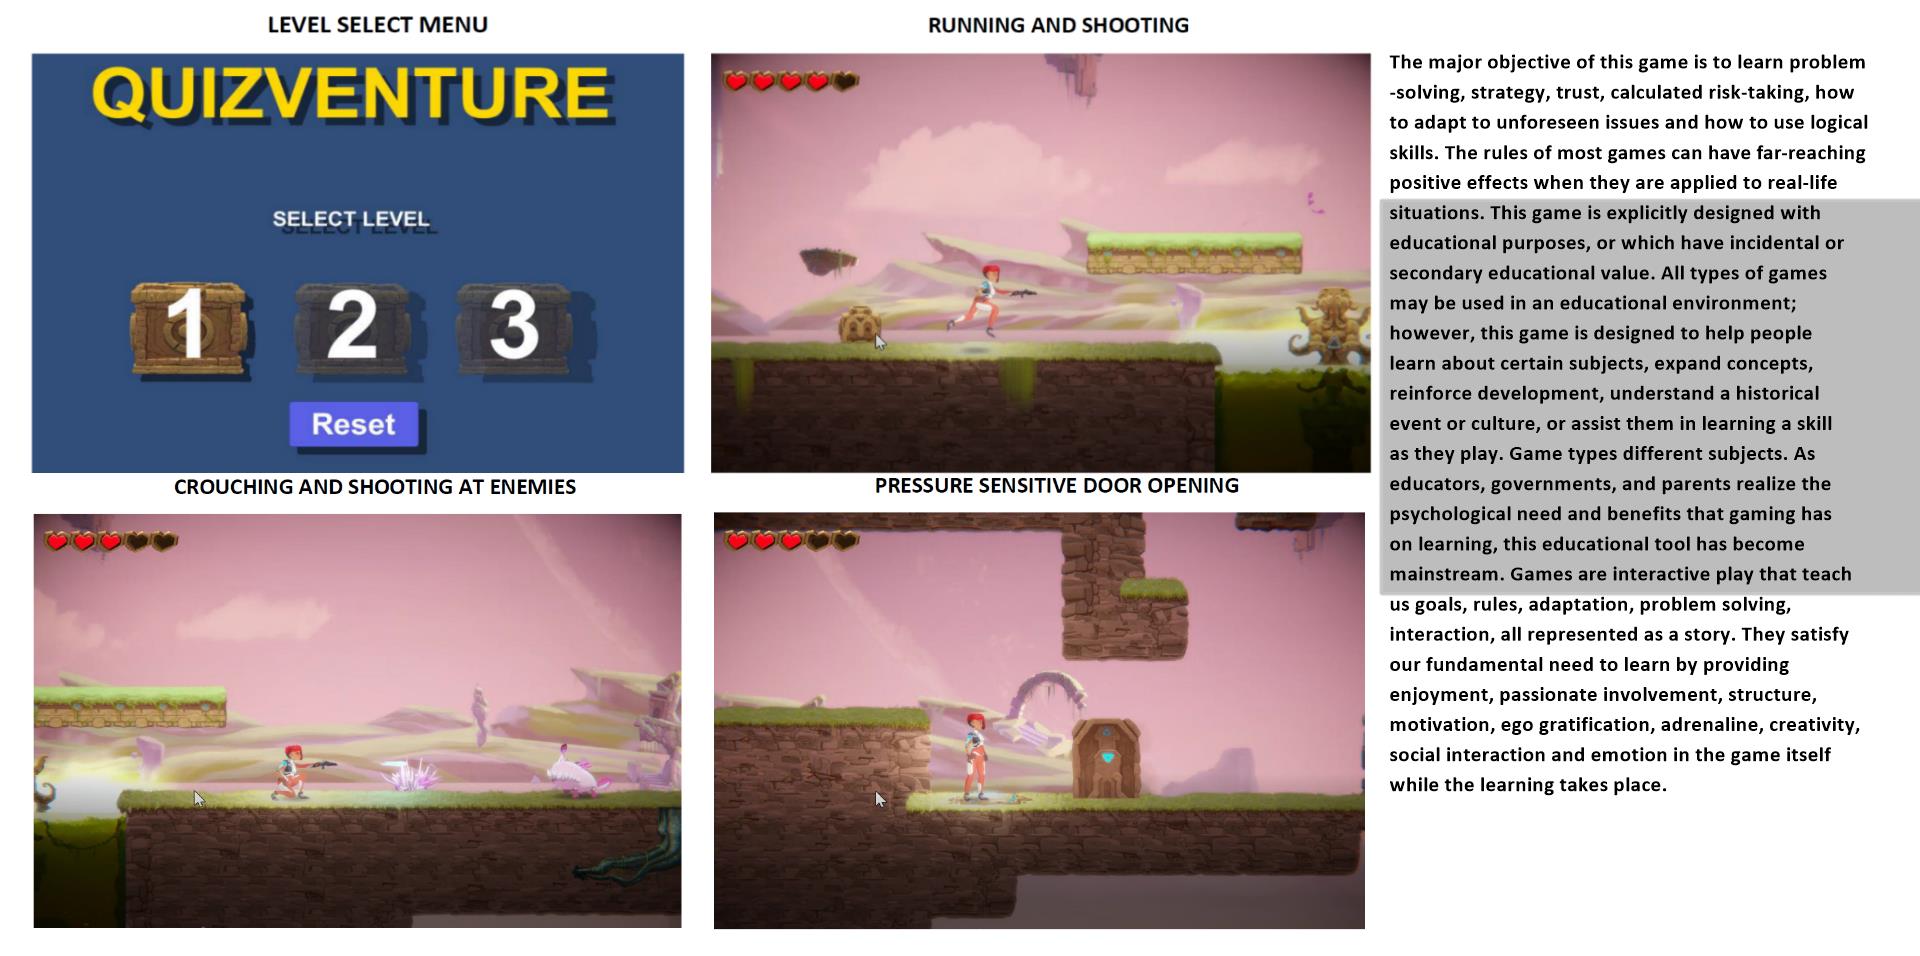 LEVEL SELECT MENU
QUIZVENTURE
SELECT LEVEL
1 2 3
Reset
RUNNING AND SHOOTING
CROUCHING AND SHOOTING AT ENEMIES
PRESSURE SENSITIVE DOOR OPENING
The major objective of this game is to learn problem
-solving, strategy, trust, calculated risk-taking, how
to adapt to unforeseen issues and how to use logical
skills. The rules of most games can have far-reaching
positive effects when they are applied to real-life
situations. This game is explicitly designed with
educational purposes, or which have incidental or
secondary educational value. All types of games
may be used in an educational environment;
however, this game is designed to help people
learn about certain subjects, expand concepts,
reinforce development, understand a historical
event or culture, or assist them in learning a skill
as they play. Game types different subjects. As
educators, governments, and parents realize the
psychological need and benefits that gaming has
on learning, this educational tool has become
mainstream. Games are interactive play that teach
us goals, rules, adaptation, problem solving,
interaction, all represented as a story. They satisfy
our fundamental need to learn by providing
enjoyment, passionate involvement, structure,
motivation, ego gratification, adrenaline, creativity,
social interaction and emotion in the game itself
while the learning takes place.